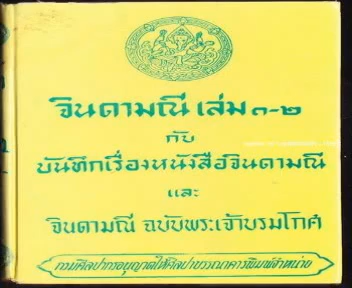 จินดามณี เล่ม ๑-๒
กับ
บันทึกเรื่องหนังสือจินดามณี
และ
จินดามณี ฉบับพระเจ้าบรมโกศ
กรมศิลปากรอนุญาตให้ศิลปาบรรณาคารพิมพ์จำหน่าย